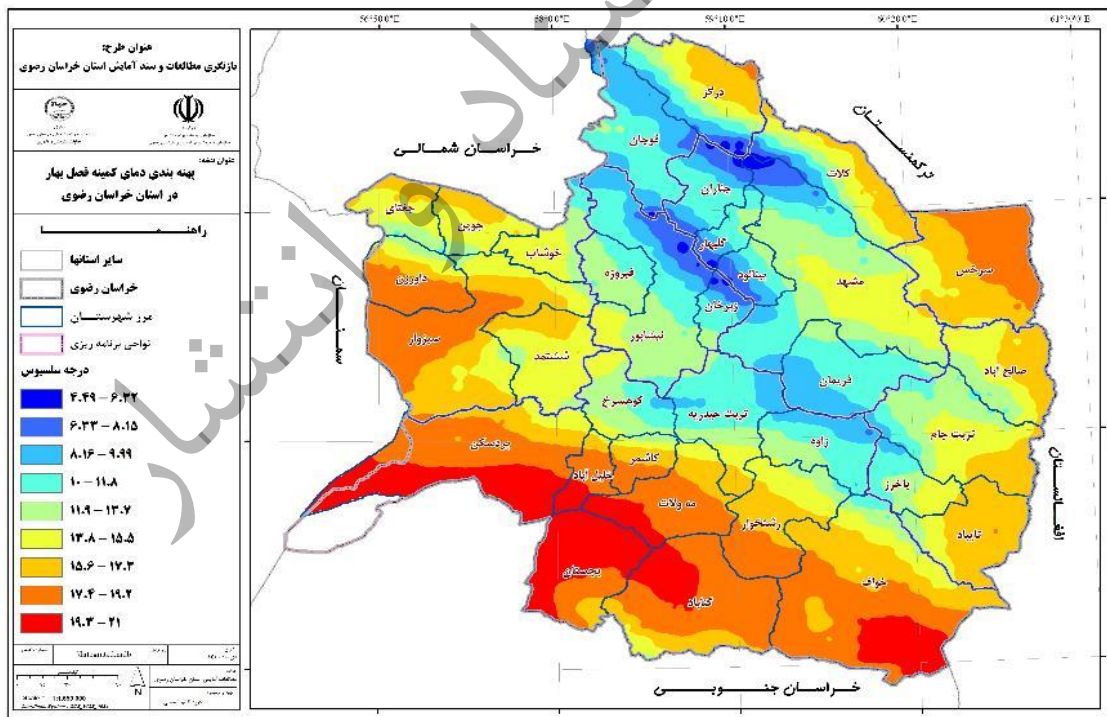 عنوان طرح:
بازنگری مطالعات و سند آمایش استان خراسان رضوی
عنوان نقشه:
پهنه بندی دمای کمینه فصل بهار
در استان خراسان رضوی
راهنمـــا
سایر استانها
خراسان رضوی
مرز شهرستـــان
نواحی برنامه ریزی
درجه سلسیوس
۴.۴۹ – ۶.۳۲
۶.۳۳ – ۸.۱۵
۸.۱۶ – ۹.۹۹
۱۰ – ۱۱.۸
۱۱.۹ – ۱۳.۷
۱۳.۸ – ۱۵.۵
۱۵.۶ – ۱۷.۳
۱۷.۴ – ۱۹.۲
۱۹.۳ – ۲۱
N
خراسان شمالی
ترکمنستان
سمنان
افغانستان
خراسان جنوبی
درگز
قوچان
کلات
چناران
جغتای
جوین
خوشاب
گلبهار
سرخس
داورزن
فیروزه
بینالود
مشهد
زبرخان
سبزوار
نیشابور
ششتمد
صالح آباد
فریمان
کوهسرخ
تربت حیدریه
تربت جام
زاوه
بردسکن
کاشمر
خلیل آباد
باخرز
مه ولات
رشتخوار
تایباد
بجستان
گناباد
خواف
و انتشار